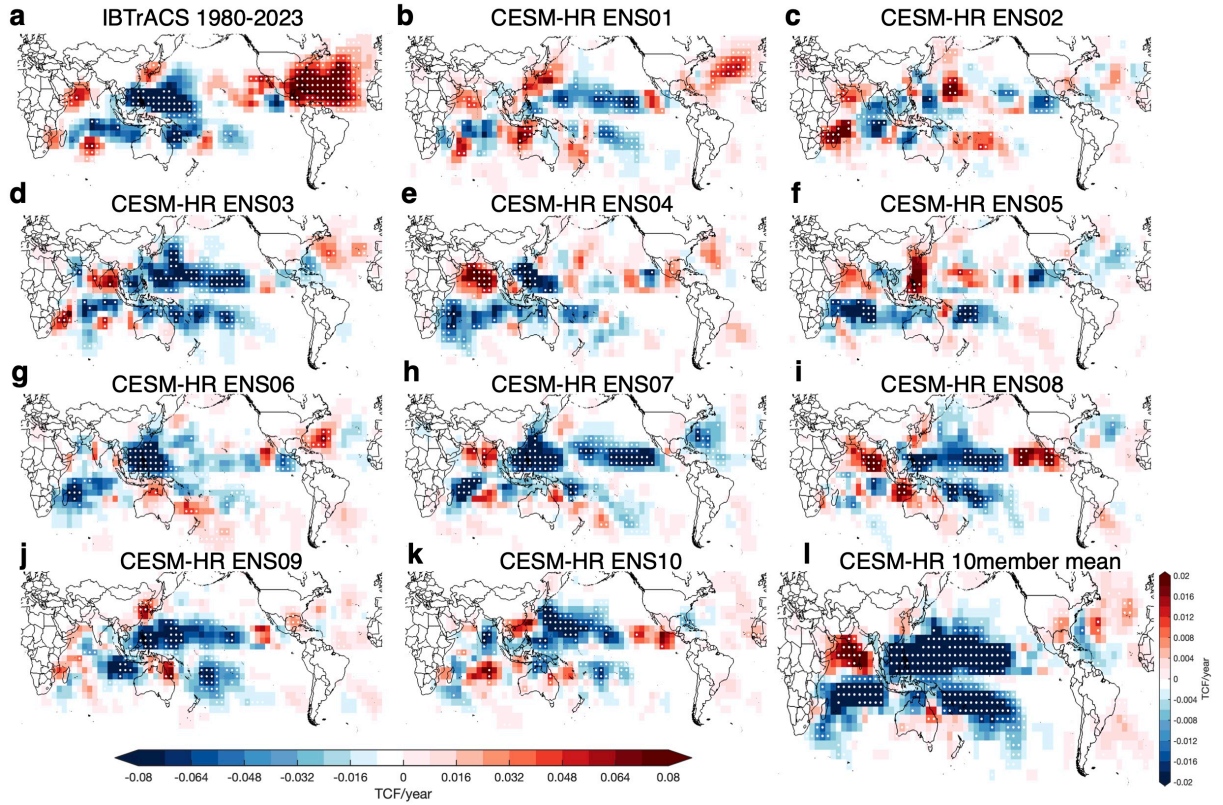 a IBTrACS 1980-2023
b CESM-HR ENS01
c CESM-HR ENS02
d CESM-HR ENS03
e CESM-HR ENS04
f CESM-HR ENS05
g CESM-HR ENS06
h CESM-HR ENS07
i CESM-HR ENS08
j CESM-HR ENS09
k CESM-HR ENS10
l CESM-HR 10member mean
0.02
0.016
0.012
0.008
0.004
0
-0.004
-0.008
-0.012
-0.016
-0.02
TCF/year
-0.08 -0.064 -0.048 -0.032 -0.016 0 0.016 0.032 0.048 0.064 0.08
TCF/year